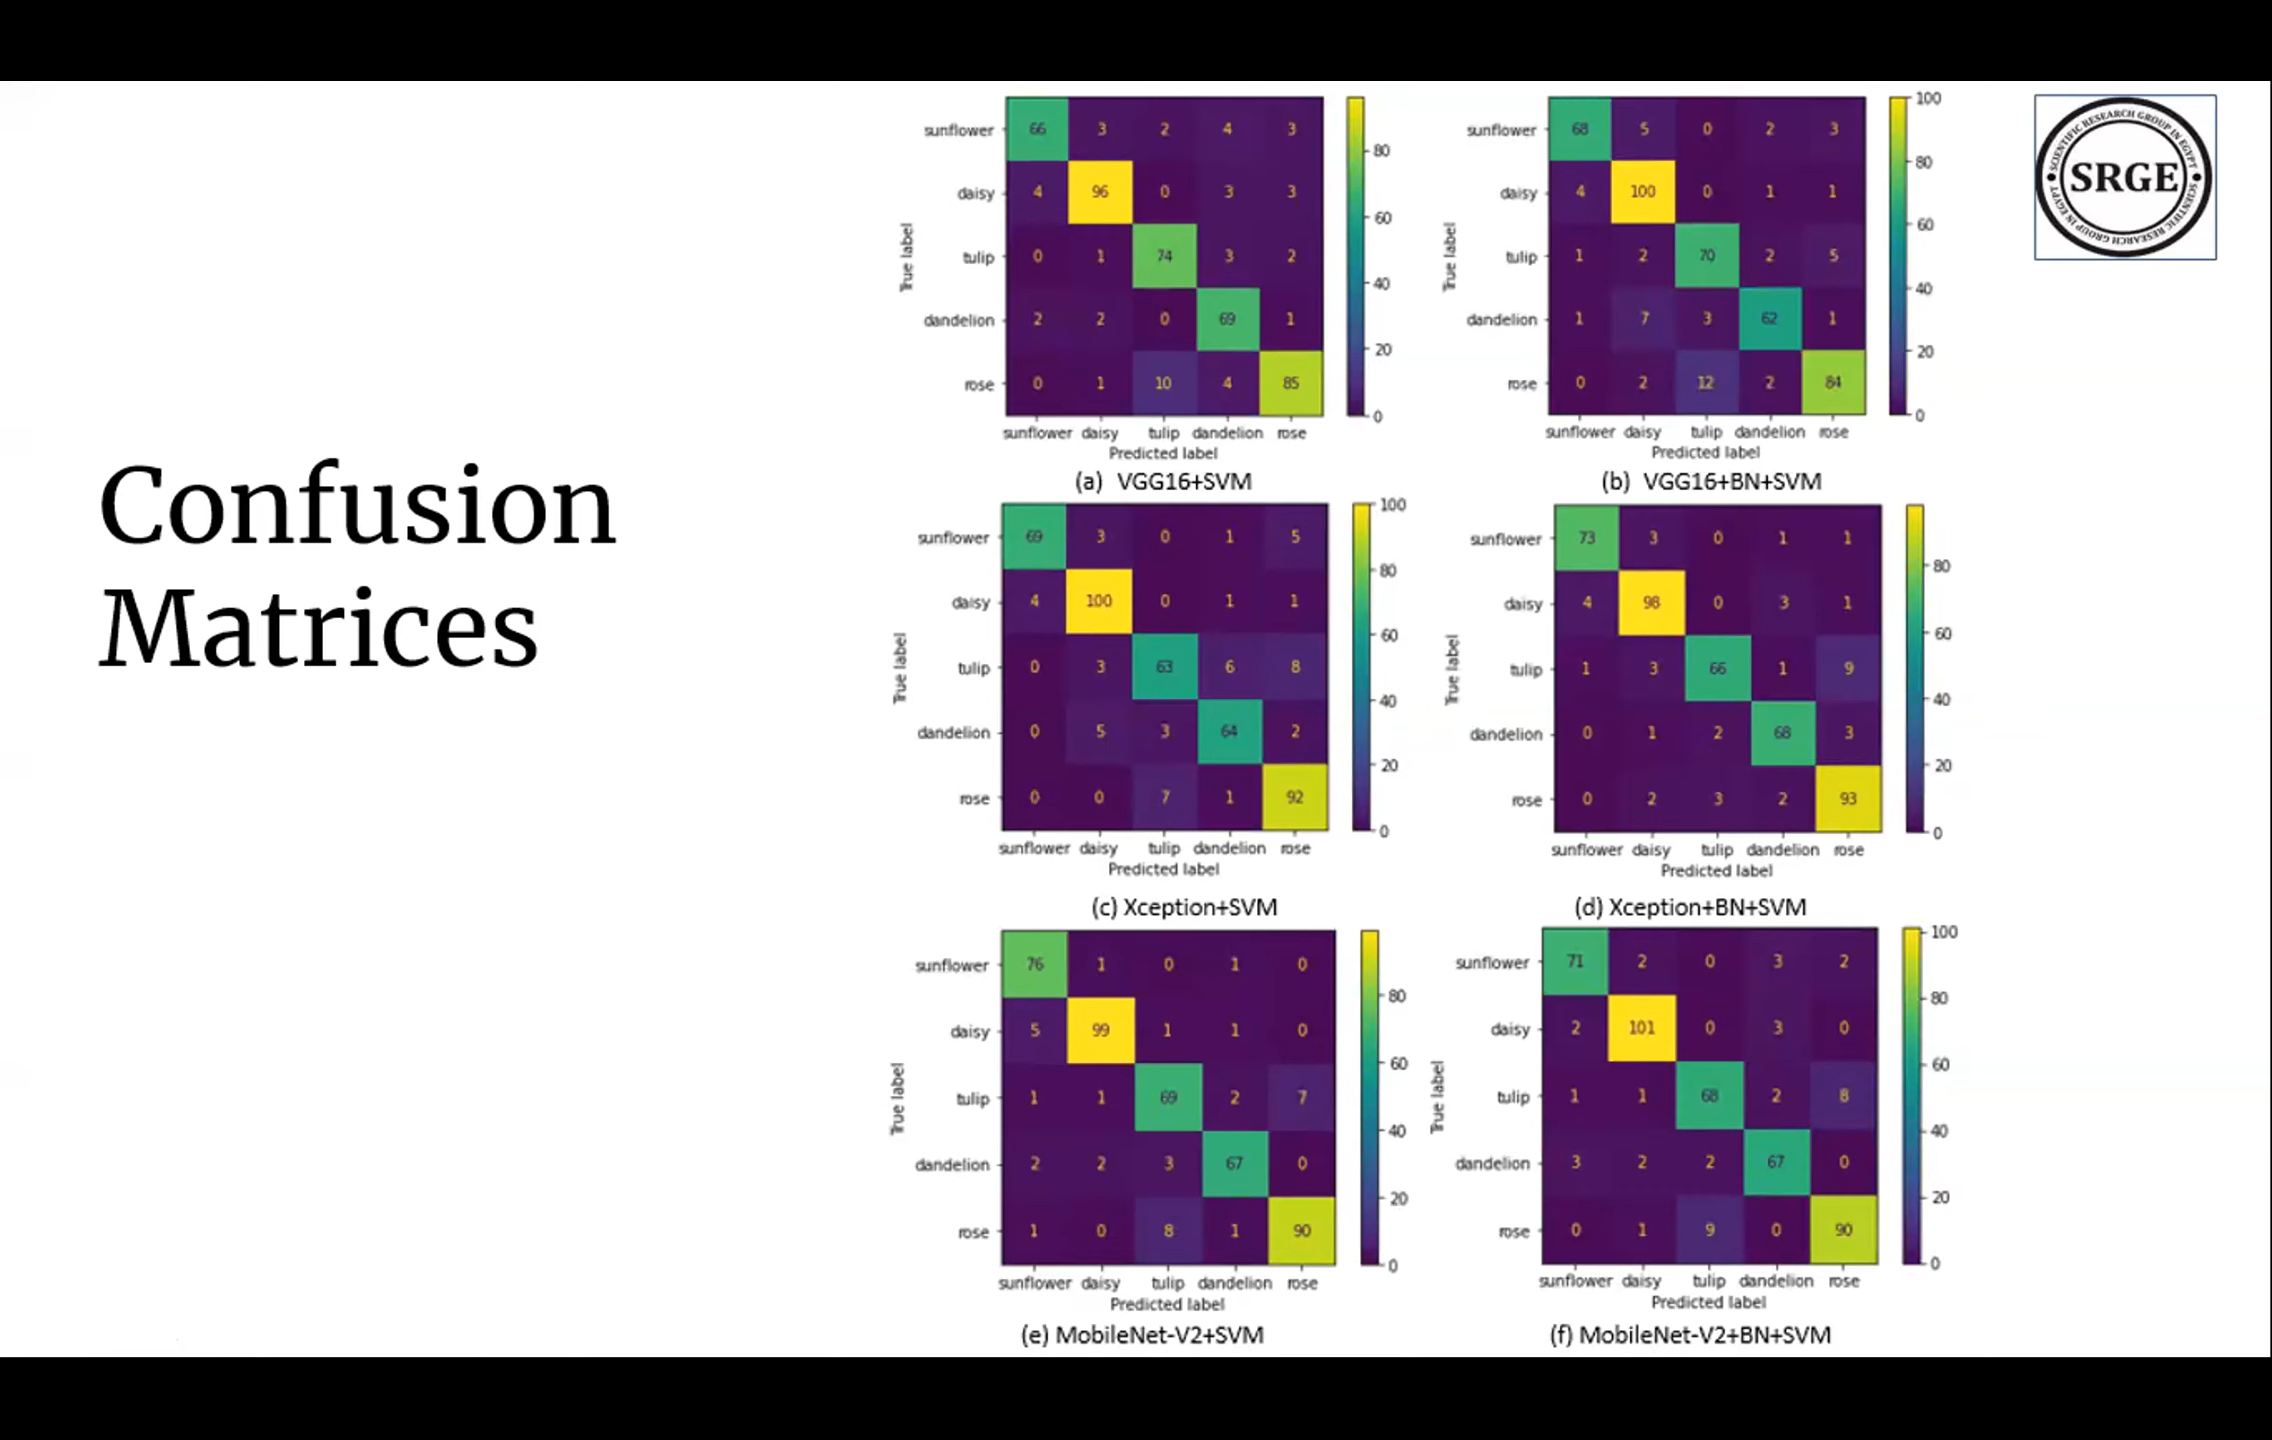 Confusion
Matrices
SRGE
SCIENTIFIC RESEARCH GROUP IN EGYPT
SCIENTIFIC RESEARCH GROUP IN EGYPT
True label
sunflower 66 3 2 4 3
daisy 4 96 0 3 3
tulip 0 1 74 3 2
dandelion 2 2 0 69 1
rose 0 1 10 4 85
sunflower daisy tulip dandelion rose
Predicted label
80
60
40
20
0
(a) VGG16+SVM
True label
sunflower 68 5 0 2 3
daisy 4 100 0 1 1
tulip 1 2 70 2 5
dandelion 1 7 3 62 1
rose 0 2 12 2 84
sunflower daisy tulip dandelion rose
Predicted label
100
80
60
40
20
0
(b) VGG16+BN+SVM
True label
sunflower 69 3 0 1 5
daisy 4 100 0 1 1
tulip 0 3 63 6 8
dandelion 0 5 3 64 2
rose 0 0 7 1 92
sunflower daisy tulip dandelion rose
Predicted label
100
80
60
40
20
0
(c) Xception+SVM
True label
sunflower 73 3 0 1 1
daisy 4 98 0 3 1
tulip 1 3 66 1 9
dandelion 0 1 2 68 3
rose 0 2 3 2 93
sunflower daisy tulip dandelion rose
Predicted label
80
60
40
20
0
(d) Xception+BN+SVM
True label
sunflower 76 1 0 1 0
daisy 5 99 1 1 0
tulip 1 1 69 2 7
dandelion 2 2 3 67 0
rose 1 0 8 1 90
sunflower daisy tulip dandelion rose
Predicted label
80
60
40
20
0
(e) MobileNet-V2+SVM
True label
sunflower 71 2 0 3 2
daisy 2 101 0 3 0
tulip 1 1 68 2 8
dandelion 3 2 2 67 0
rose 0 1 9 0 90
sunflower daisy tulip dandelion rose
Predicted label
100
80
60
40
20
0
(f) MobileNet-V2+BN+SVM